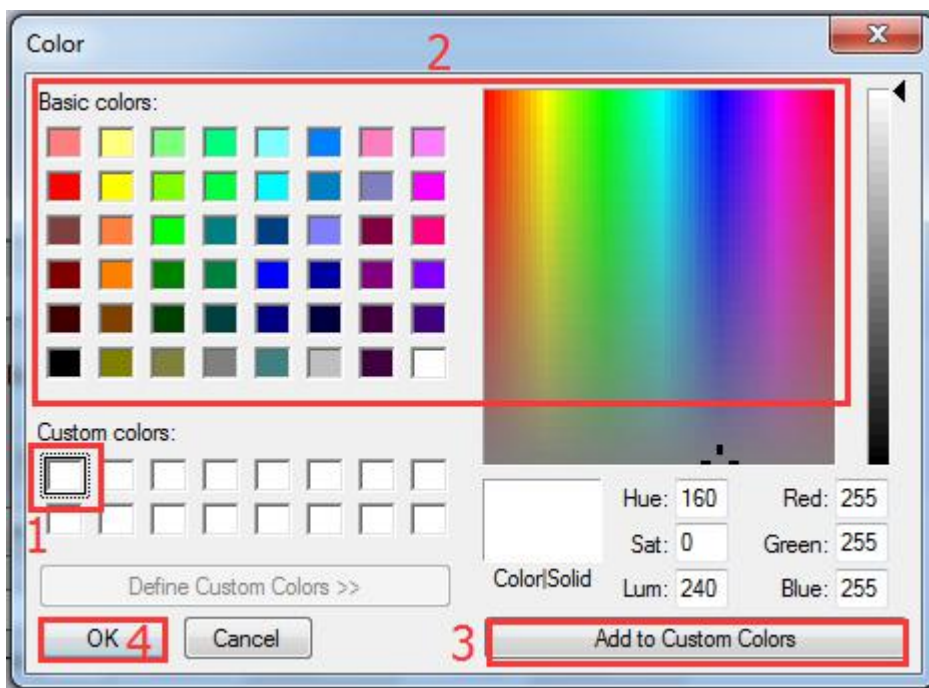 Color
2
Basic colors:
Custom colors:
1
Define Custom Colors >>
OK 4 Cancel
Color|Solid
Hue: 160 Red: 255
Sat: 0 Green: 255
Lum: 240 Blue: 255
3 Add to Custom Colors